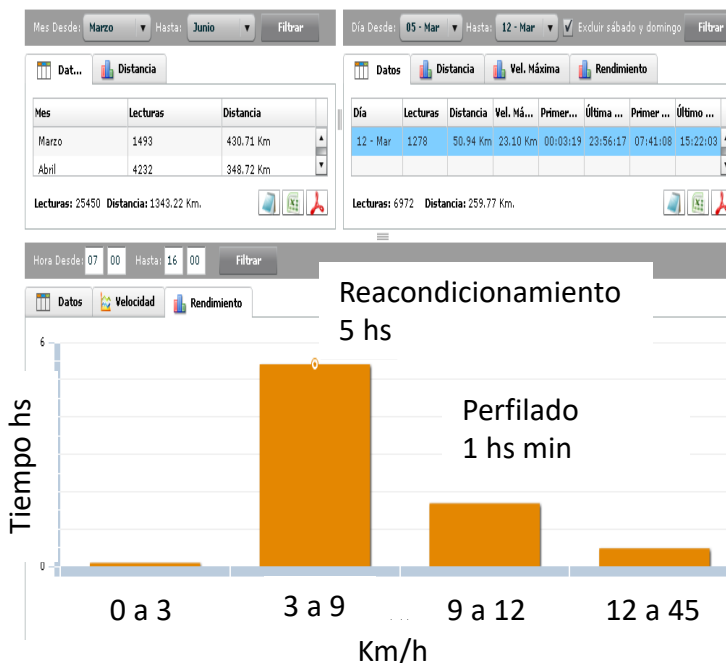 Mes Desde: Marzo Hasta: Junio Filtrar
Día Desde: 05 - Mar Hasta: 12 - Mar Excluir sábado y domingo Filtrar
Dat... Distancia
Datos Distancia Vel. Máxima Rendimiento
Mes Lecturas Distancia
Marzo 1493 430.71 Km
Abril 4232 348.72 Km
Lecturas: 25450 Distancia: 1343.22 Km.
Día Lecturas Distancia Vel. Má... Primer... Última ... Primer ... Último ...
12 - Mar 1278 50.94 Km 23.10 Km 00:03:19 23:56:17 07:41:08 15:22:03
Lecturas: 6972 Distancia: 259.77 Km.
Hora Desde: 07 00 Hasta: 16 00 Filtrar
Datos Velocidad Rendimiento
Reacondicionamiento
5 hs
Perfilado
1 hs min
Tiempo hs
6
0
0 a 3 3 a 9 9 a 12 12 a 45
Km/h